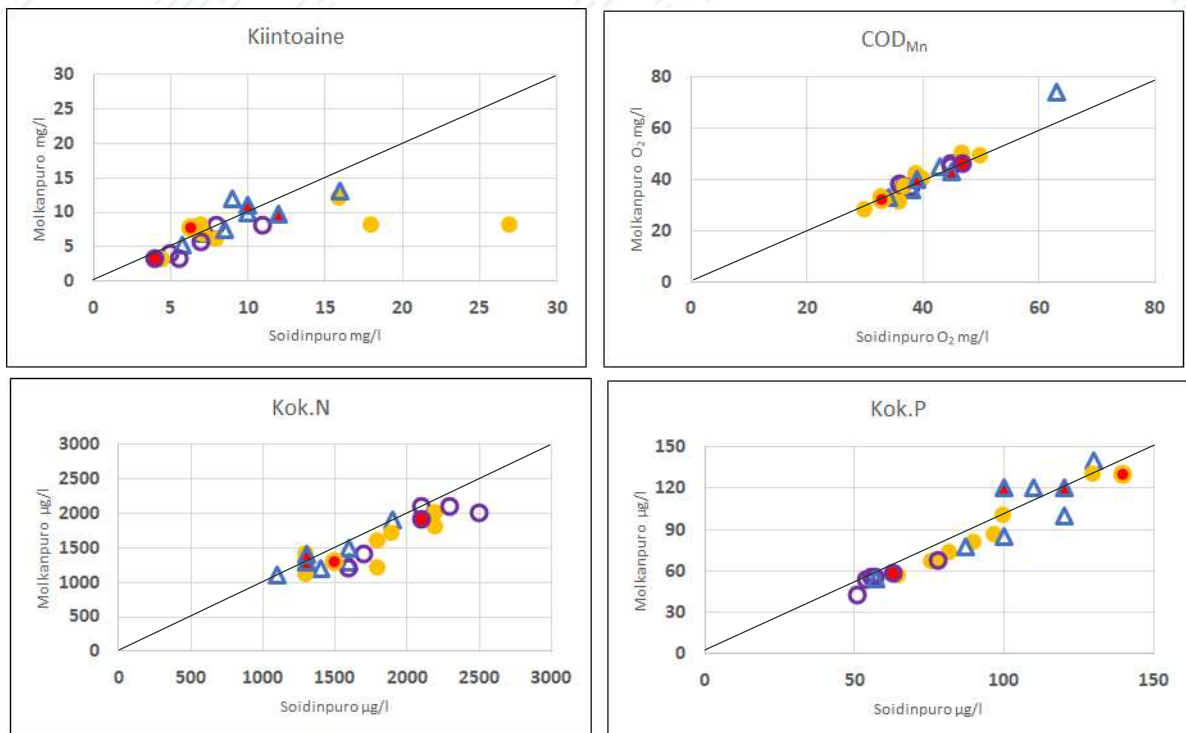 Kiintoaine
Molkanpuro mg/l
30
25
20
15
10
5
0
0 5 10 15 20 25 30
Soidinpuro mg/l
COD_Mn
Molkanpuro O₂ mg/l
80
60
40
20
0
0 20 40 60 80
Soidinpuro O₂ mg/l
Kok.N
Molkanpuro µg/l
3000
2500
2000
1500
1000
500
0
0 500 1000 1500 2000 2500 3000
Soidinpuro µg/l
Kok.P
Molkanpuro µg/l
150
120
90
60
30
0
0 50 100 150
Soidinpuro µg/l